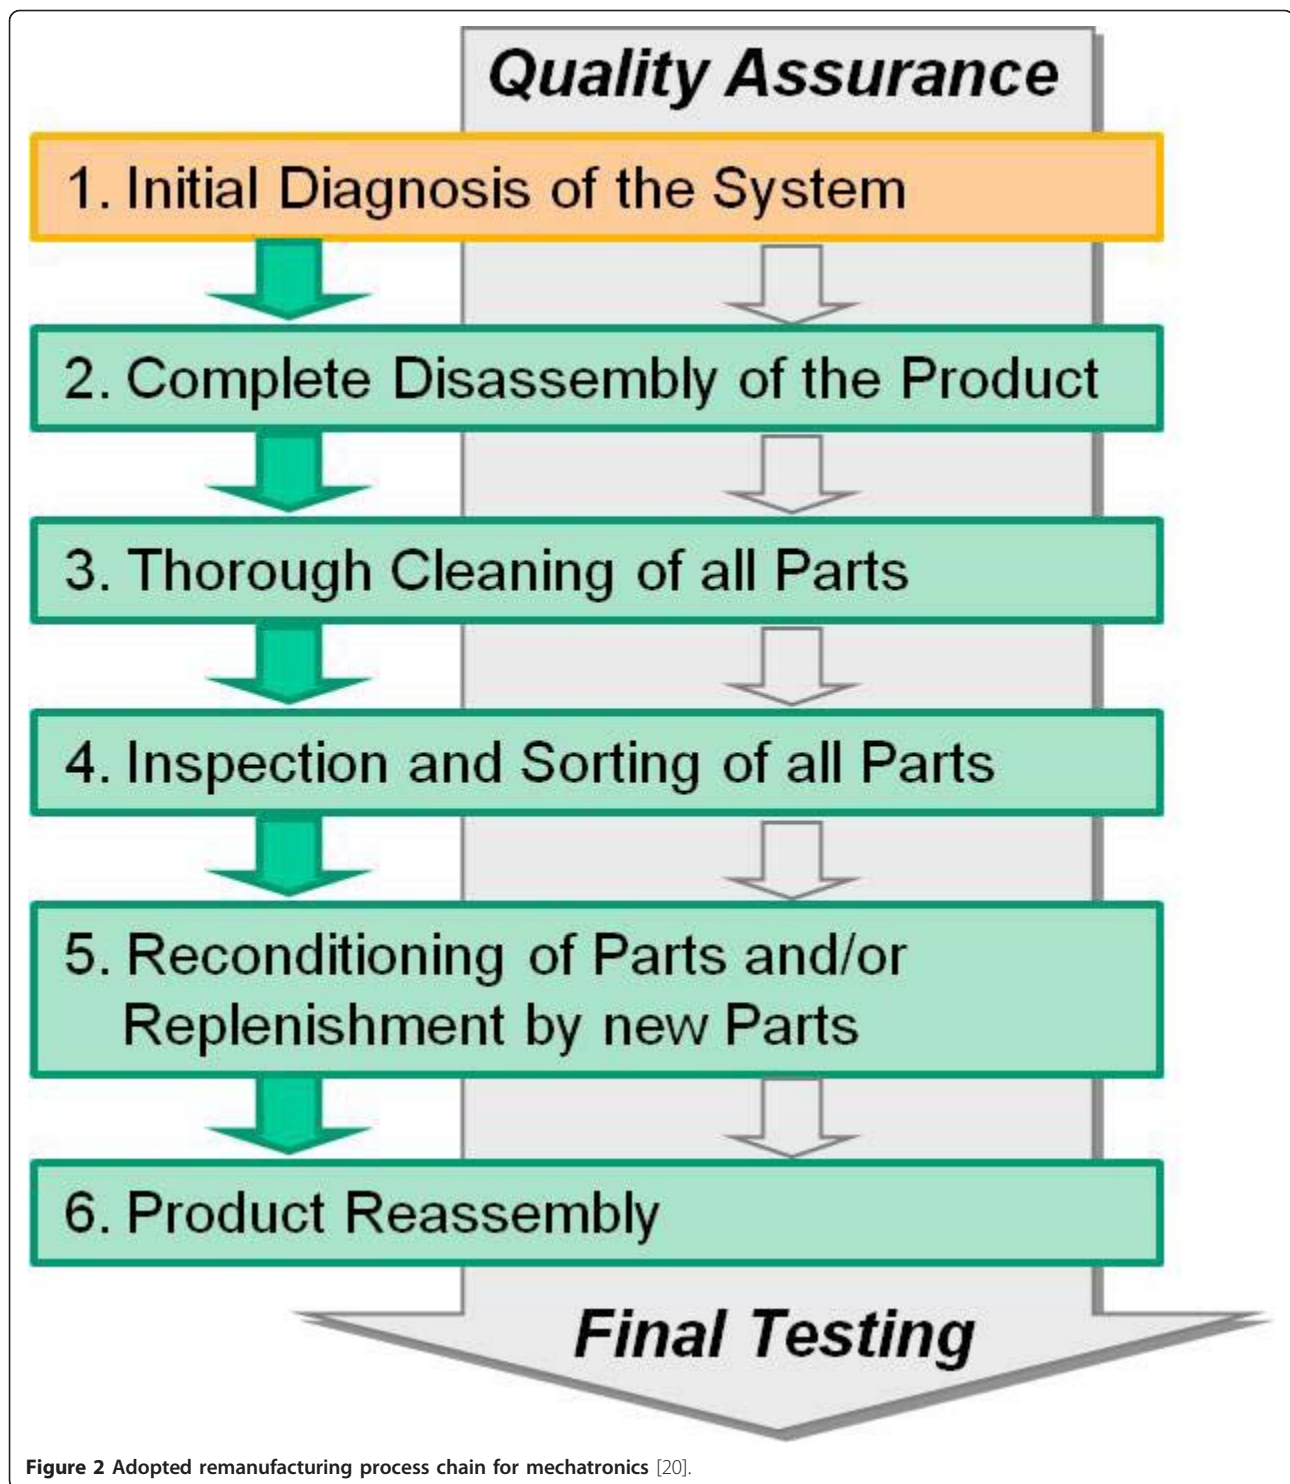 Quality Assurance
1. Initial Diagnosis of the System
2. Complete Disassembly of the Product
3. Thorough Cleaning of all Parts
4. Inspection and Sorting of all Parts
5. Reconditioning of Parts and/or
Replenishment by new Parts
6. Product Reassembly
Final Testing
Figure 2 Adopted remanufacturing process chain for mechatronics [20].